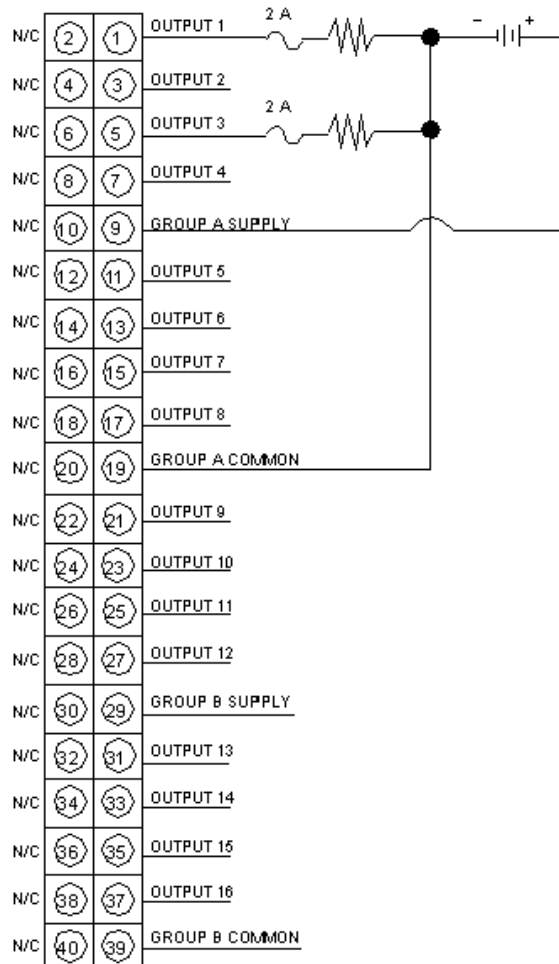 2 A - +
N/C 2 1 OUTPUT 1
N/C 4 3 OUTPUT 2
2 A
N/C 6 5 OUTPUT 3
N/C 8 7 OUTPUT 4
N/C 10 9 GROUP A SUPPLY
N/C 12 11 OUTPUT 5
N/C 14 13 OUTPUT 6
N/C 16 15 OUTPUT 7
N/C 18 17 OUTPUT 8
N/C 20 19 GROUP A COMMON
N/C 22 21 OUTPUT 9
N/C 24 23 OUTPUT 10
N/C 26 25 OUTPUT 11
N/C 28 27 OUTPUT 12
N/C 30 29 GROUP B SUPPLY
N/C 32 31 OUTPUT 13
N/C 34 33 OUTPUT 14
N/C 36 35 OUTPUT 15
N/C 38 37 OUTPUT 16
N/C 40 39 GROUP B COMMON